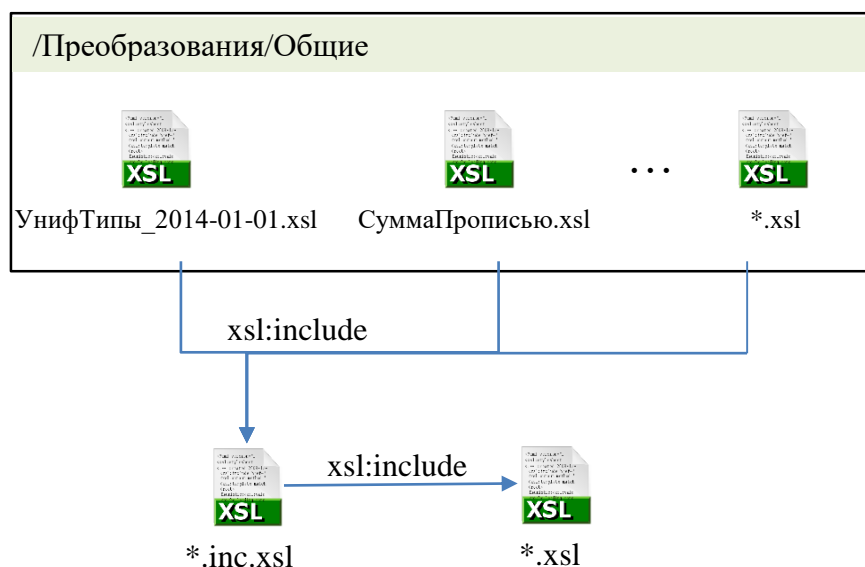 /Преобразования/Общие
XSL XSL ... XSL
УнифТипы_2014-01-01.xsl СуммаПрописью.xsl *.xsl
xsl:include
xsl:include
XSL XSL
*.inc.xsl *.xsl